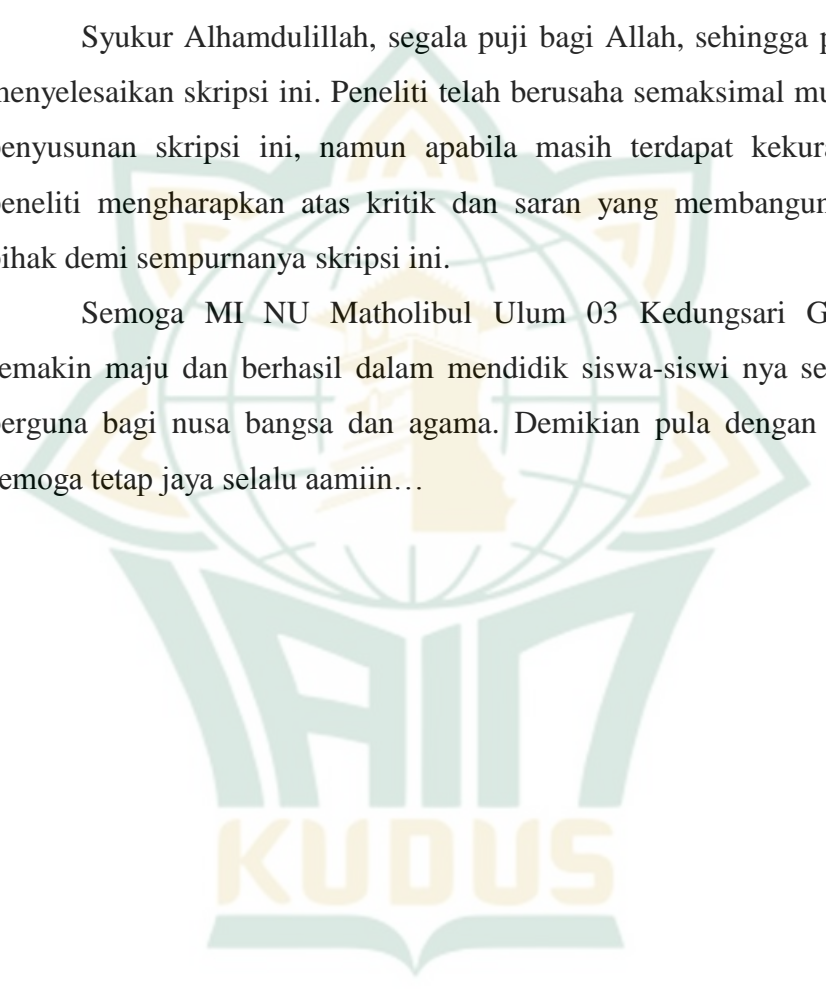 Syukur Alhamdulillah, segala puji bagi Allah, sehingga
menyelesaikan skripsi ini. Peneliti telah berusaha semaksimal
penyusunan skripsi ini, namun apabila masih terdapat
peneliti mengharapkan atas kritik dan saran yang membangun
pihak demi sempurnanya skripsi ini.
Semoga MI NU Matholibul Ulum 03 Kedungsari
semakin maju dan berhasil dalam mendidik siswa-siswi nya
berguna bagi nusa bangsa dan agama. Demikian pula dengan
semoga tetap jaya selalu aamiin…
IAIN
KUDUS